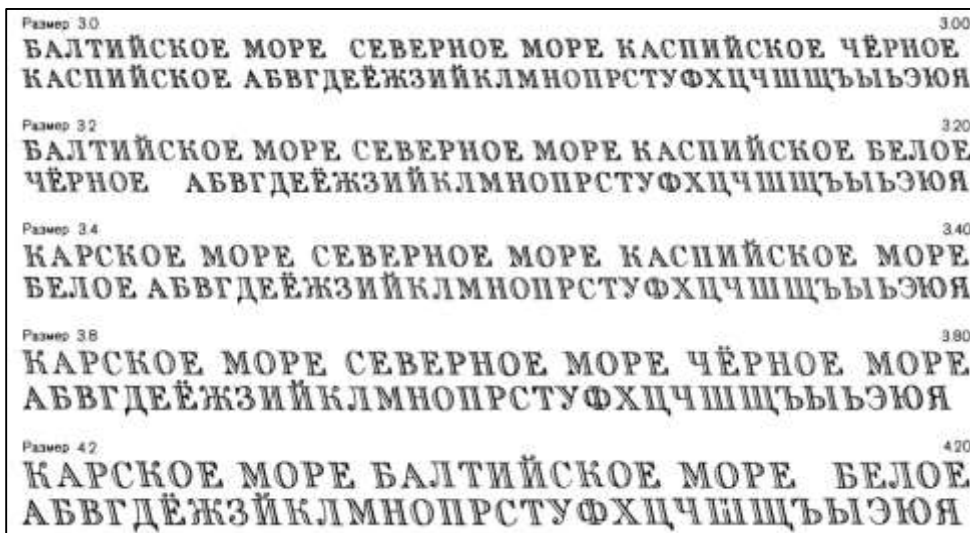 Размер 3.0 3.00
БАЛТИЙСКОЕ МОРЕ СЕВЕРНОЕ МОРЕ КАСПИЙСКОЕ ЧЁРНОЕ
КАСПИЙСКОЕ АБВГДЕЁЖЗИЙКЛМНОПРСТУФХЦЧШЩЪЫЬЭЮЯ
Размер 3.2 3.20
БАЛТИЙСКОЕ МОРЕ СЕВЕРНОЕ МОРЕ КАСПИЙСКОЕ БЕЛОЕ
ЧЁРНОЕ АБВГДЕЁЖЗИЙКЛМНОПРСТУФХЦЧШЩЪЫЬЭЮЯ
Размер 3.4 3.40
КАРСКОЕ МОРЕ СЕВЕРНОЕ МОРЕ КАСПИЙСКОЕ МОРЕ
БЕЛОЕ АБВГДЕЁЖЗИЙКЛМНОПРСТУФХЦЧШЩЪЫЬЭЮЯ
Размер 3.8 3.80
КАРСКОЕ МОРЕ СЕВЕРНОЕ МОРЕ ЧЁРНОЕ МОРЕ
АБВГДЕЁЖЗИЙКЛМНОПРСТУФХЦЧШЩЪЫЬЭЮЯ
Размер 4.2 4.20
КАРСКОЕ МОРЕ БАЛТИЙСКОЕ МОРЕ БЕЛОЕ
АБВГДЁЖЗЙКЛМНОПРСТУФХЦЧШЩЪЫЬЭЮЯ